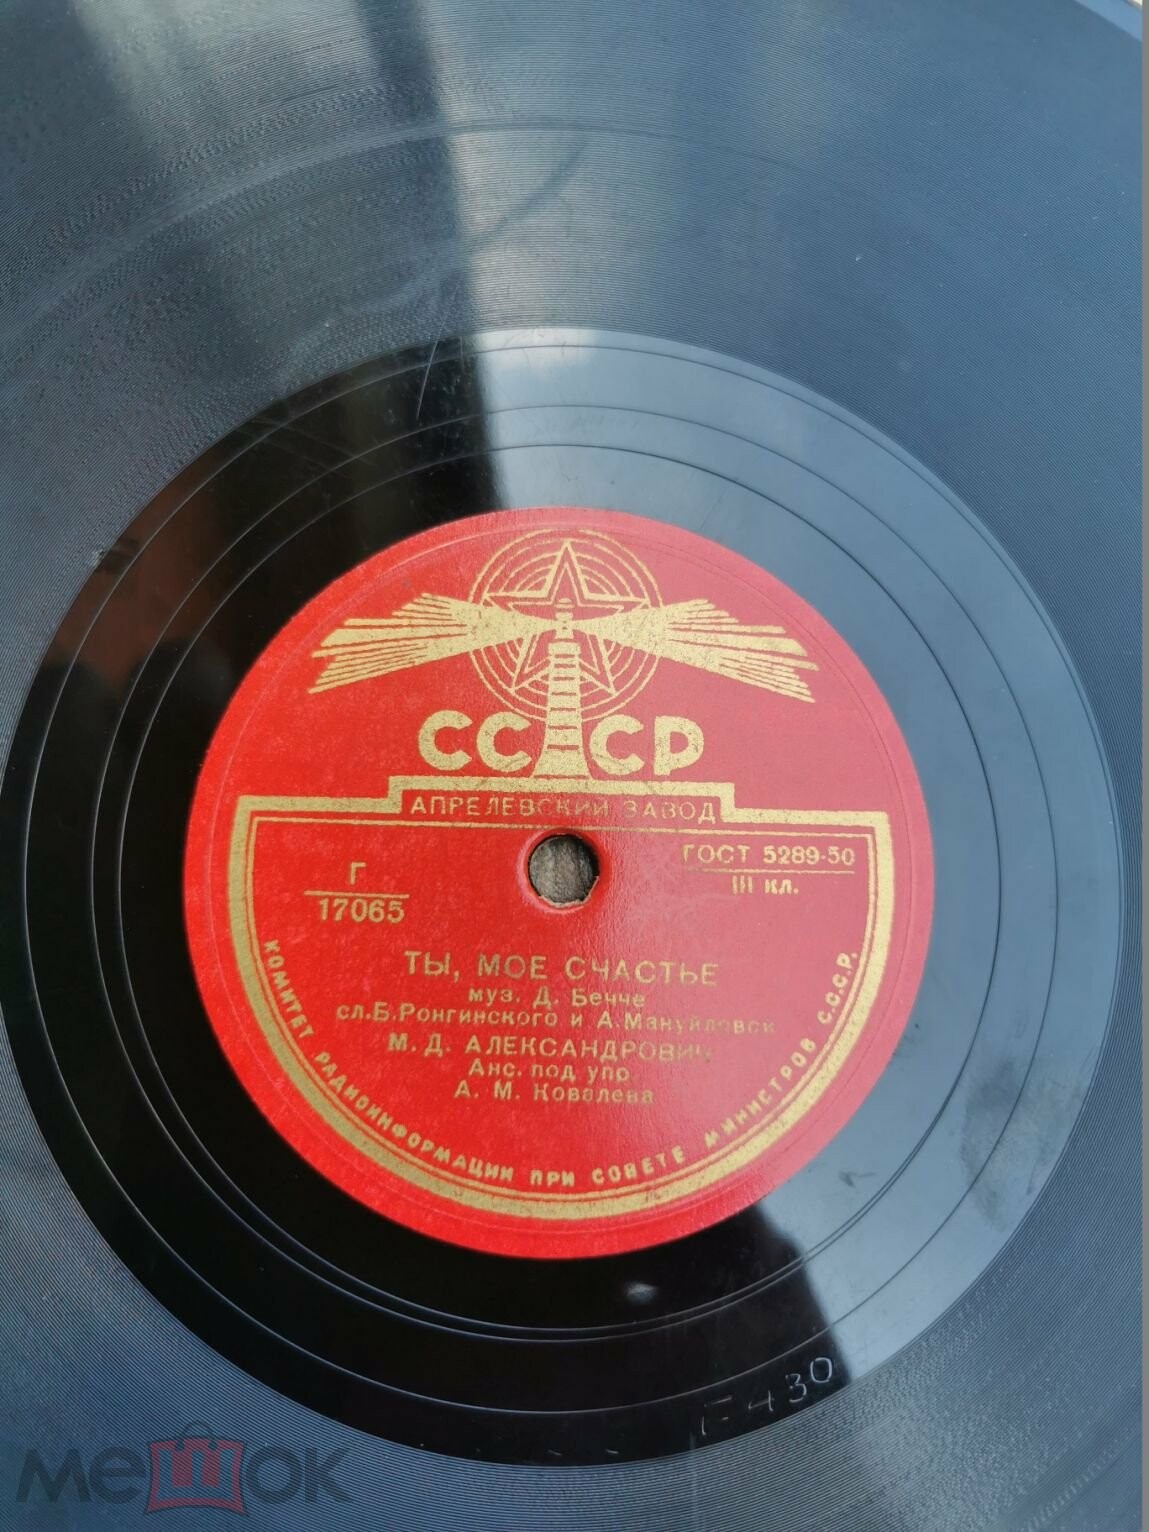 СССР
АПРЕЛЕВСКИЙ ЗАВОД
Г
17065
ГОСТ 5289-50
III кл.
ТЫ, МОЕ СЧАСТЬЕ
муз. Д. Бечче
сл.Б.Ронгинского и А.Мануйловск
М. Д. АЛЕКСАНДРОВИЧ
Анс. под упр
А. М. Ковалева
КОМИТЕТ РАДИОИНФОРМАЦИИ ПРИ СОВЕТЕ МИНИСТРОВ С.С.С.Р.
Г-430
мешок